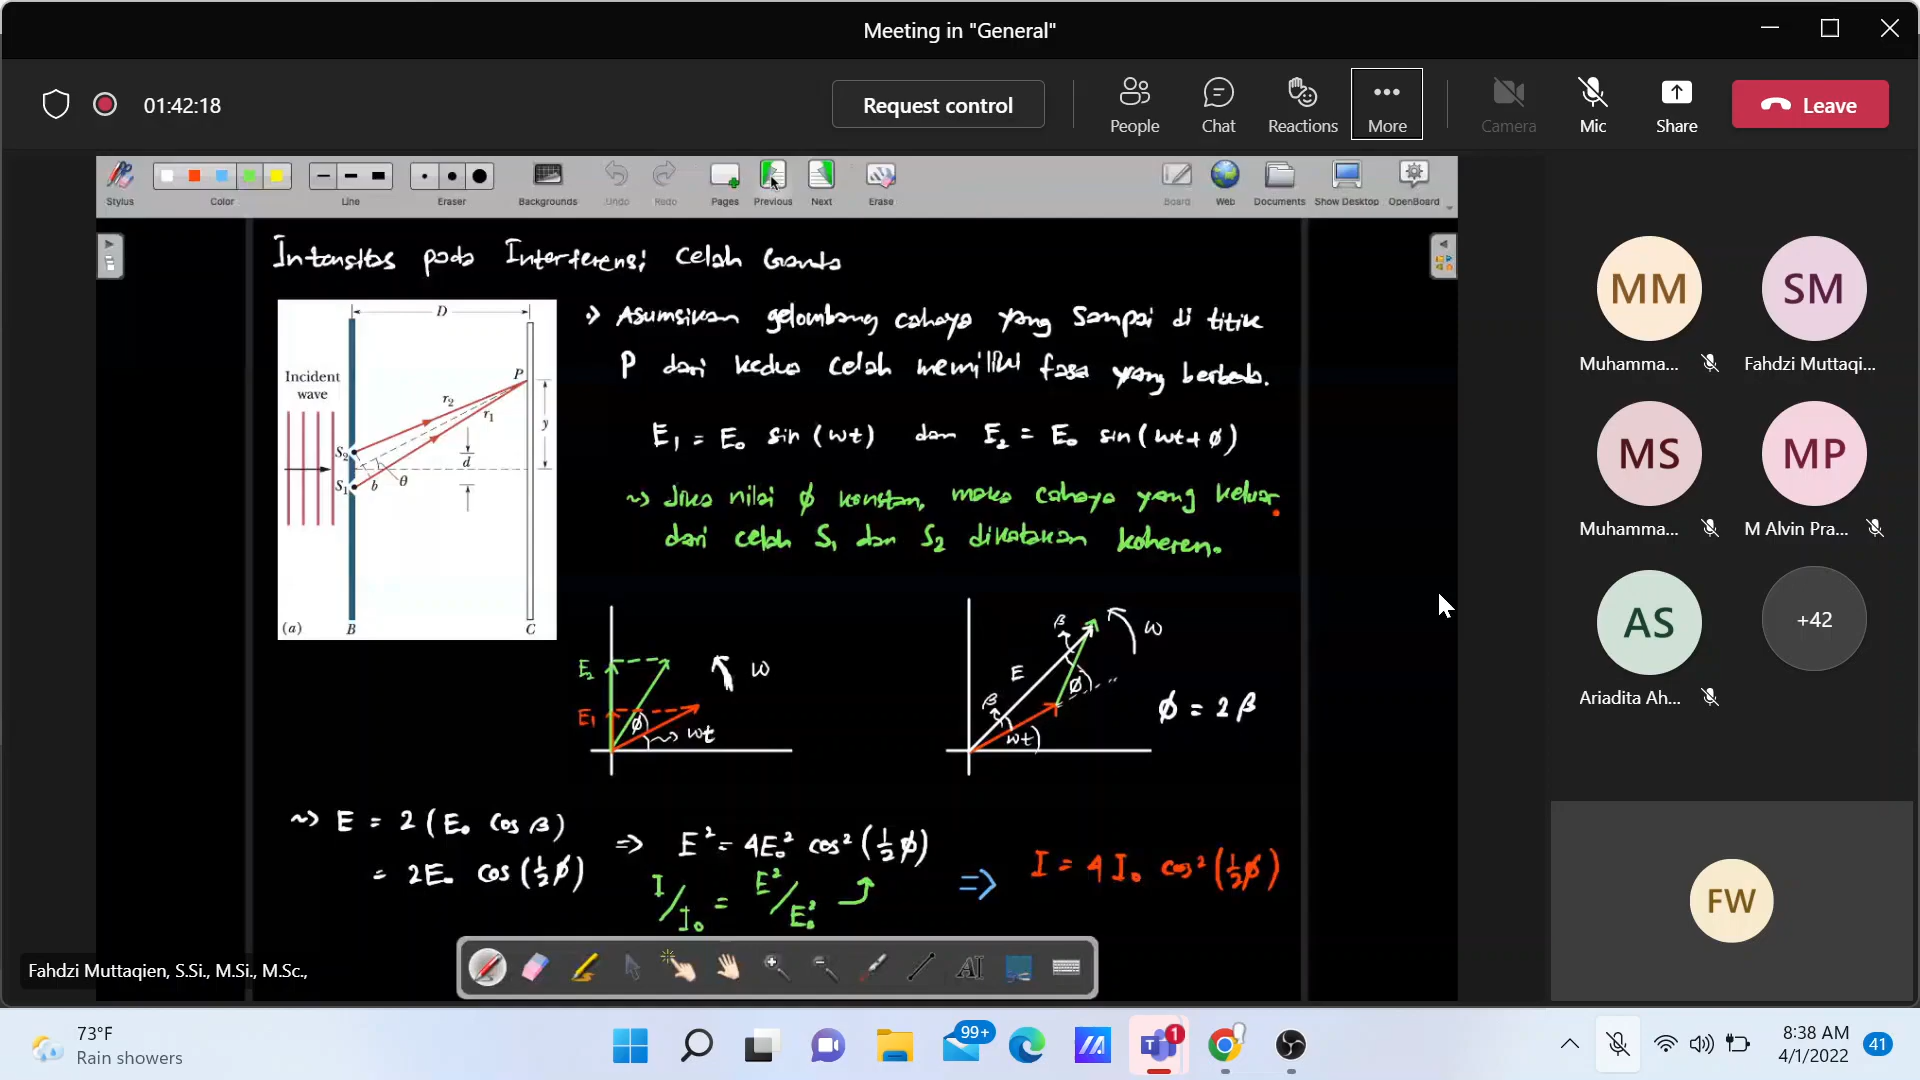 Meeting in "General"
01:42:18
Request control
People
Chat
Reactions
More
Camera
Mic
Share
Leave
Stylus
Color
Line
Eraser
Backgrounds
Undo
Redo
Pages
Previous
Next
Erase
Board
Web
Documents
Show Desktop
OpenBoard
Intensitas pada Interferensi Celah Ganda
Asumsikan gelombang cahaya yang sampai di titik
P dari kedua celah memiliki fasa yang berbeda.
E₁ = E₀ sin (ωt) dan E₂ = E₀ sin (ωt + ø)
~> Jika nilai ø konstan, maka cahaya yang keluar
dari celah S₁ dan S₂ dikatakan koheren.
D
Incident
wave
P
r₂
r₁
y
S₂
d
S₁
b
θ
(a)
B
C
E₂
E₁
ø
~> ωt
ω
E
β
β
ø
ωt
ω
ø = 2β
~> E = 2 (E₀ cos β)
= 2E₀ cos (½ø)
=> E² = 4E₀² cos² (½ø)
I/I₀ = E²/E₀²
=> I = 4 I₀ cos² (½ø)
MM
Muhamma...
SM
Fahdzi Muttaqi...
MS
Muhamma...
MP
M Alvin Pra...
AS
Ariadita Ah...
+42
FW
Fahdzi Muttaqien, S.Si., M.Si., M.Sc.,
AI
73°F
Rain showers
99+
1
8:38 AM
4/1/2022
41